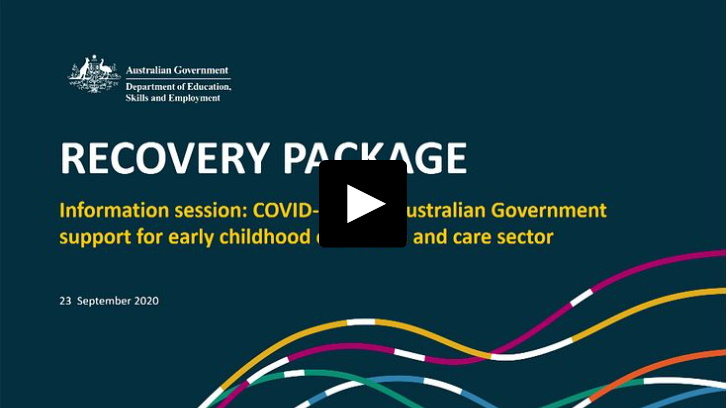 Australian Government
Department of Education,
Skills and Employment
RECOVERY PACKAGE
Information session: COVID- ustralian Government
support for early childhood and care sector
23 September 2020